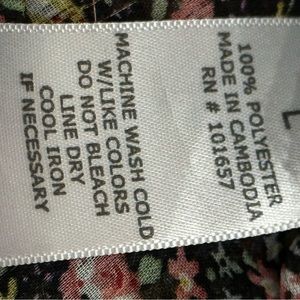 L
100% POLYESTER
MADE IN CAMBODIA
RN # 101657
MACHINE WASH COLD
W/LIKE COLORS
DO NOT BLEACH
LINE DRY
COOL IRON
IF NECESSARY